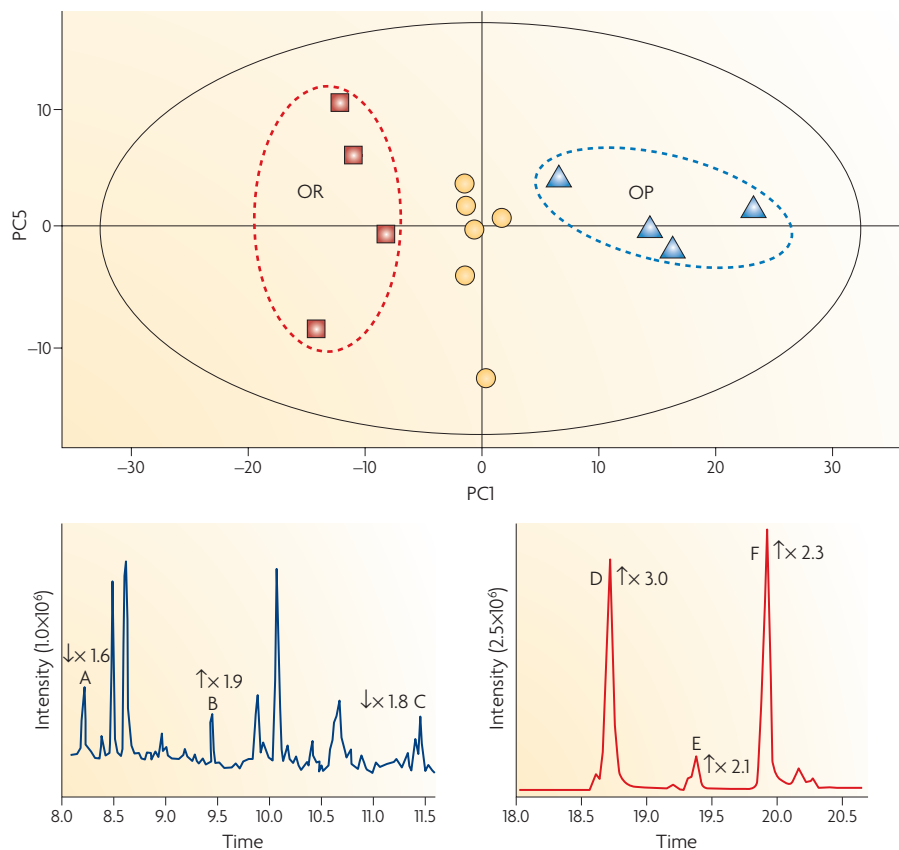 10
0
−10
PC5
OR
OP
−30
−20
−10
0
10
20
30
PC1
Intensity (1.0×10⁶)
↓× 1.6
A
↑× 1.9
B
↓× 1.8 C
8.0
8.5
9.0
9.5
10.0
10.5
11.0
11.5
Time
Intensity (2.5×10⁶)
D ↑× 3.0
E
↑× 2.1
F ↑× 2.3
18.0
18.5
19.0
19.5
20.0
20.5
Time